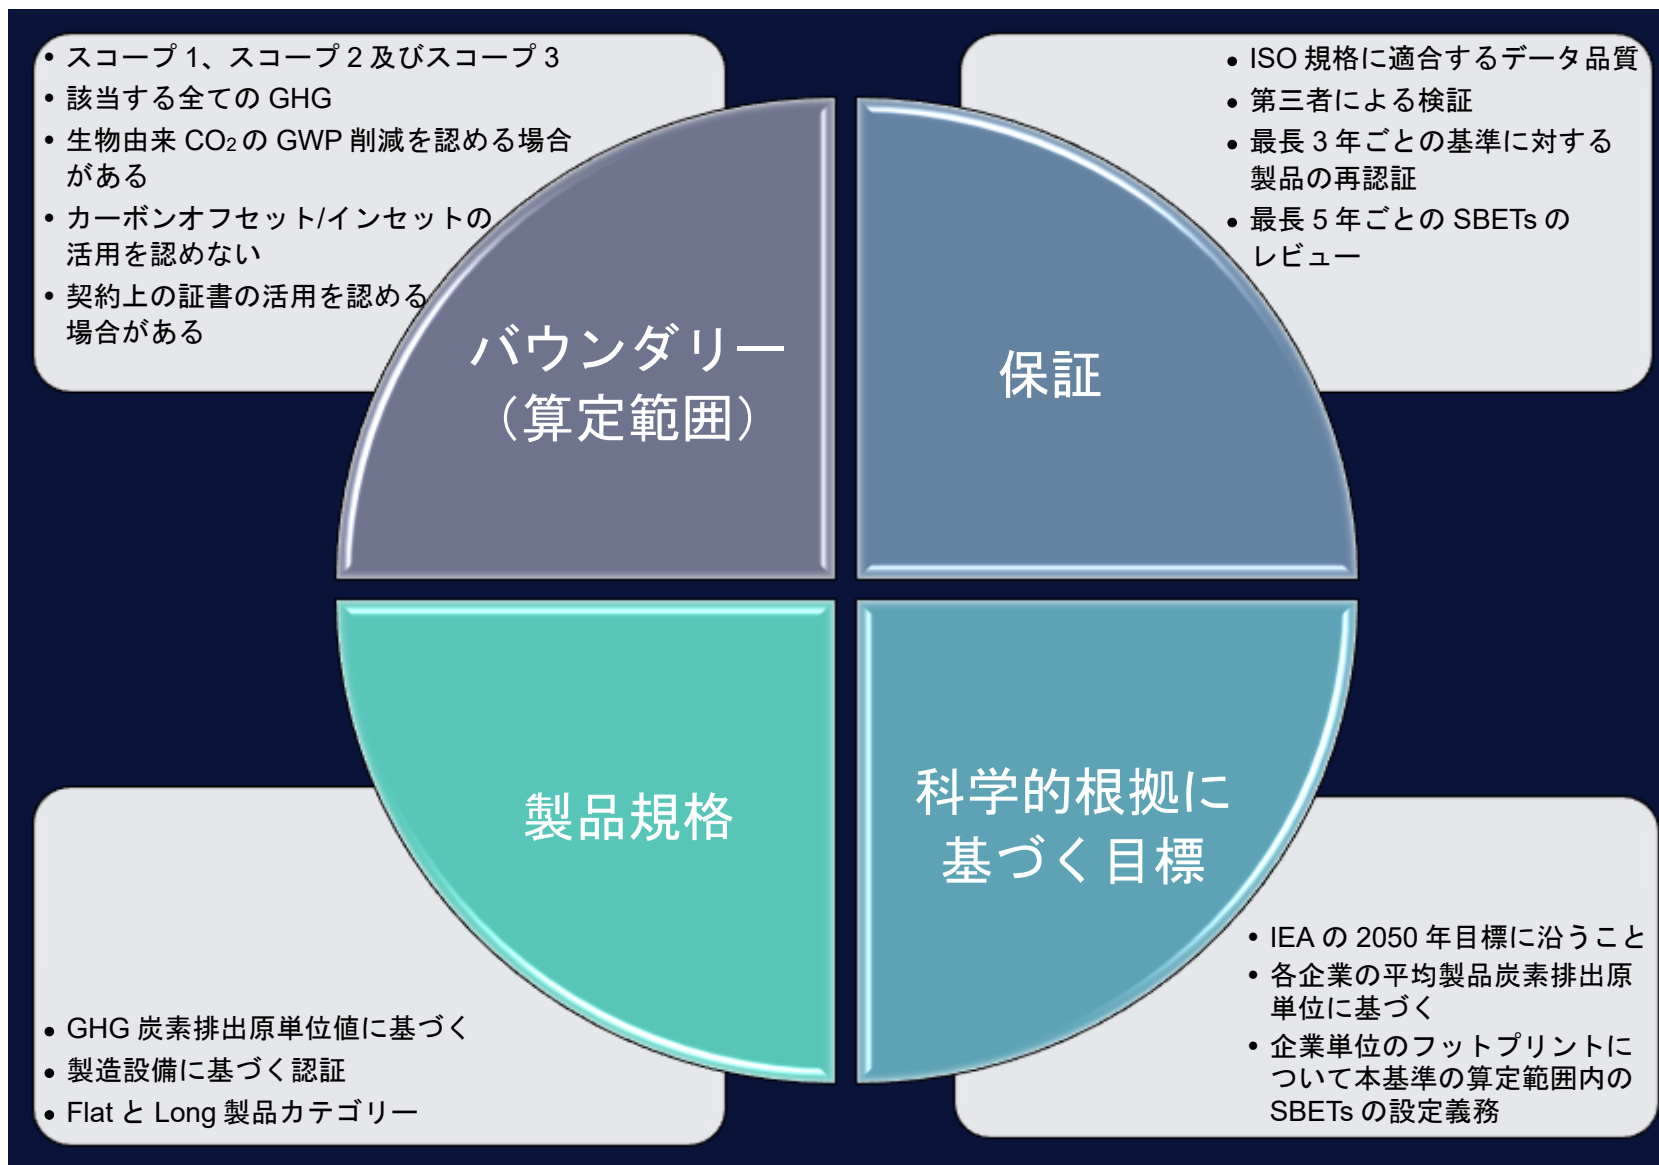 • スコープ 1、スコープ 2 及びスコープ 3
• 該当する全ての GHG
• 生物由来 CO₂ の GWP 削減を認める場合
がある
• カーボンオフセット/インセットの
活用を認めない
• 契約上の証書の活用を認める
場合がある
• ISO 規格に適合するデータ品質
• 第三者による検証
• 最長 3 年ごとの基準に対する
製品の再認証
• 最長 5 年ごとの SBETs の
レビュー
バウンダリー
（算定範囲）
保証
製品規格
科学的根拠に
基づく目標
• GHG 炭素排出原単位値に基づく
• 製造設備に基づく認証
• Flat と Long 製品カテゴリー
• IEA の 2050 年目標に沿うこと
• 各企業の平均製品炭素排出原
単位に基づく
• 企業単位のフットプリントに
ついて本基準の算定範囲内の
SBETs の設定義務